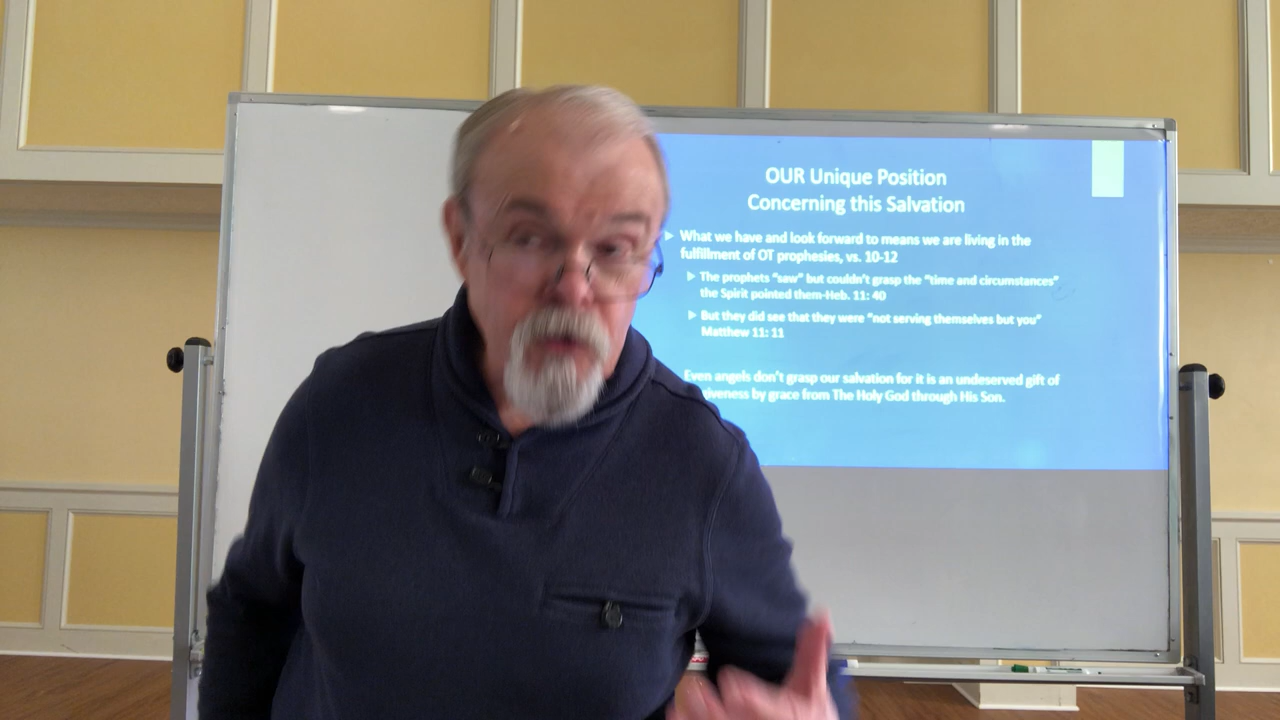 OUR Unique Position
Concerning this Salvation
What we have and look forward to means we are living in the
fulfillment of OT prophesies, vs. 10-12
The prophets "saw" but couldn't grasp the "time and circumstances"
the Spirit pointed them-Heb. 11: 40
But they did see that they were "not serving themselves but you"
Matthew 11: 11
Even angels don't grasp our salvation for it is an undeserved gift of
by grace from The Holy God through His Son.